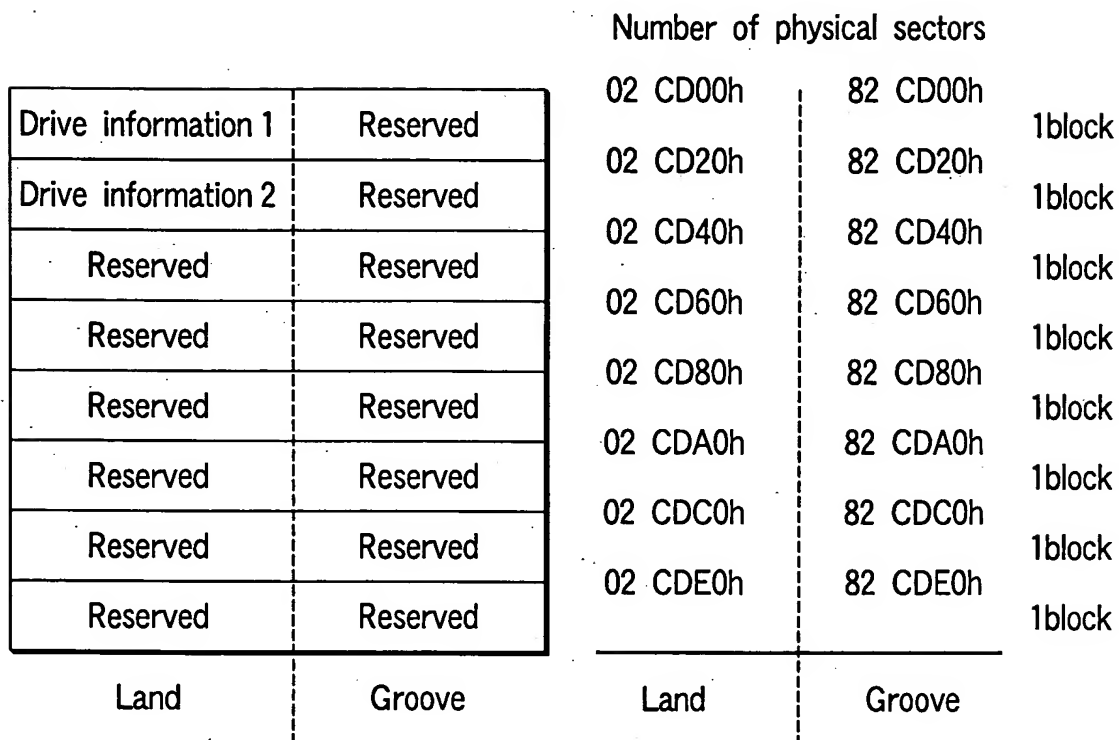 Number of physical sectors
02 CD00h 82 CD00h
Drive information 1 Reserved 1block
02 CD20h 82 CD20h
Drive information 2 Reserved 1block
02 CD40h 82 CD40h
Reserved Reserved 1block
02 CD60h 82 CD60h
Reserved Reserved 1block
02 CD80h 82 CD80h
Reserved Reserved 1block
02 CDA0h 82 CDA0h
Reserved Reserved 1block
02 CDC0h 82 CDC0h
Reserved Reserved 1block
02 CDE0h 82 CDE0h
Reserved Reserved 1block
Land Groove Land Groove